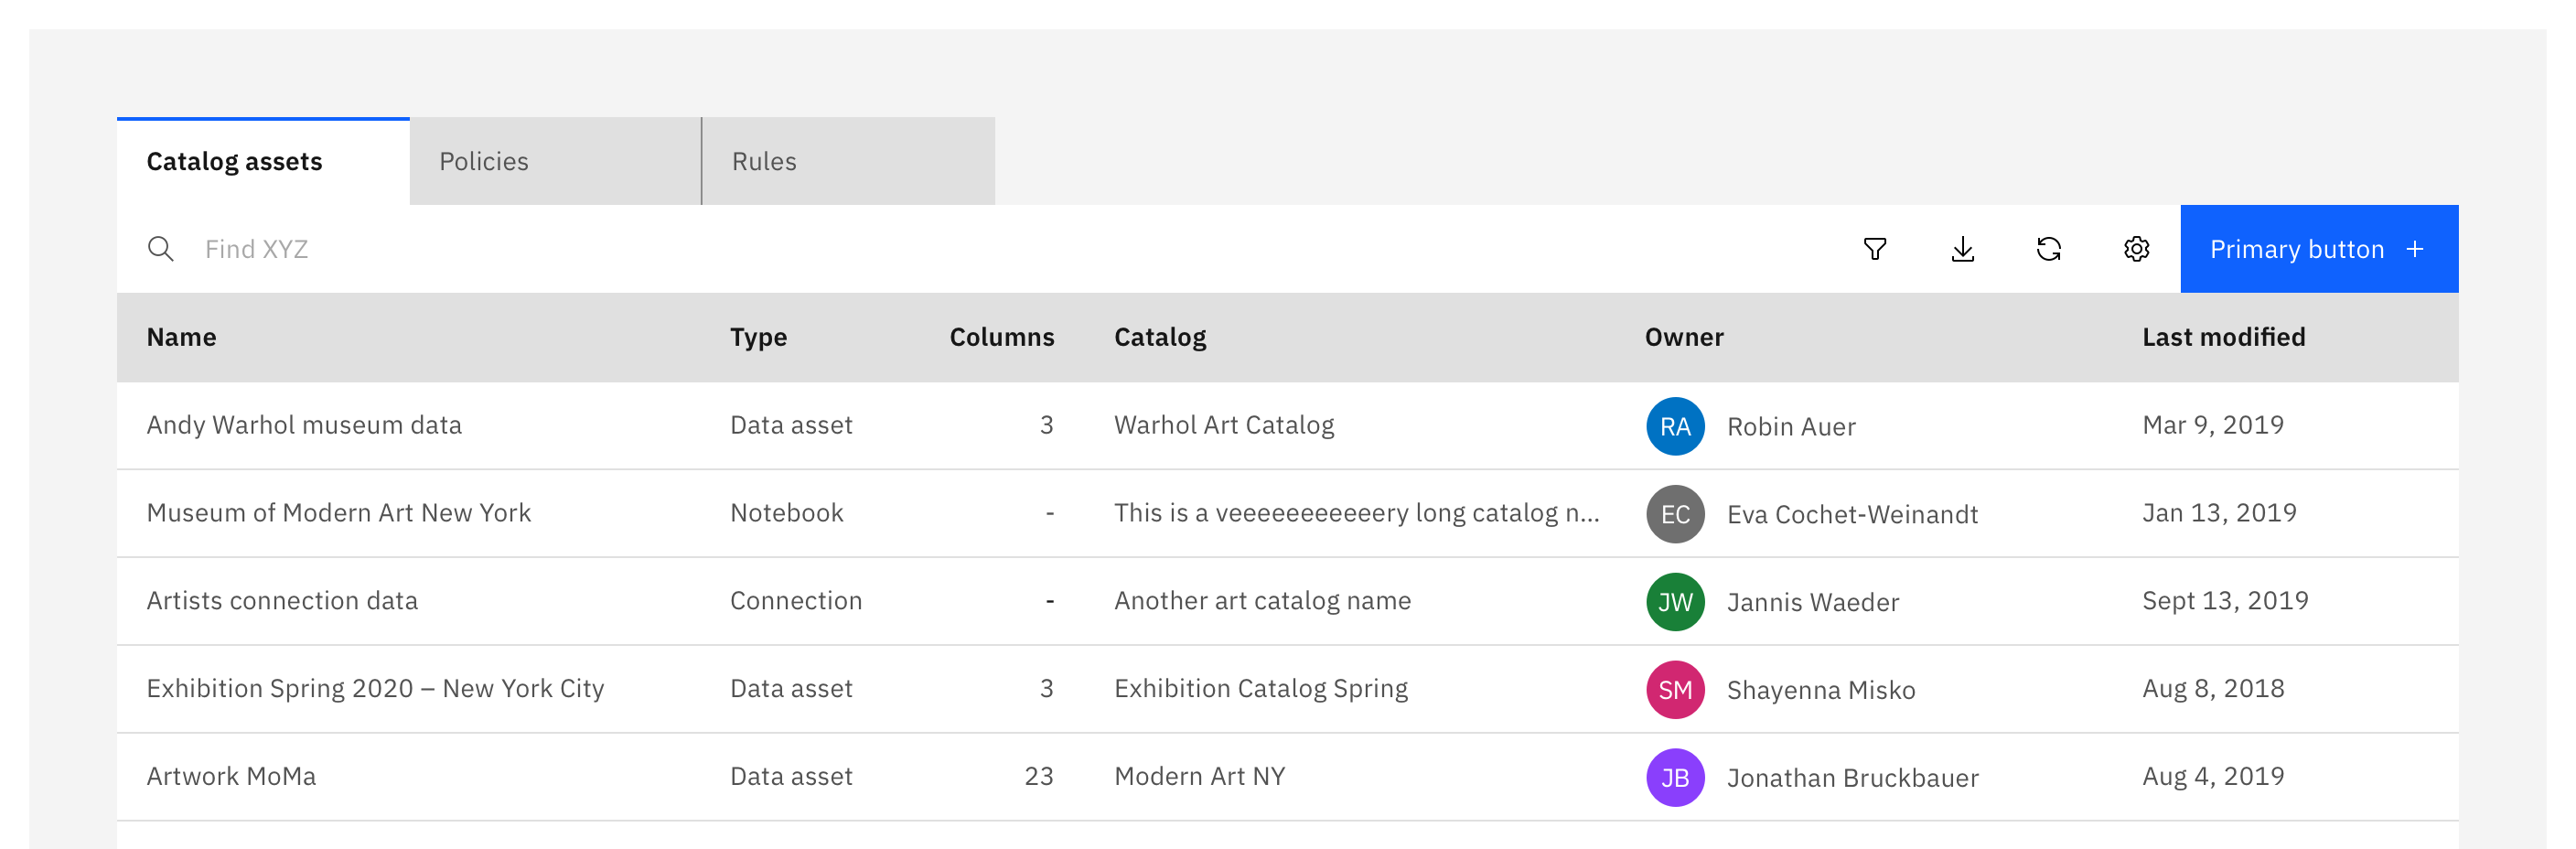 Catalog assets Policies Rules
Find XYZ Primary button +
Name Type Columns Catalog Owner Last modified
Andy Warhol museum data Data asset 3 Warhol Art Catalog RA Robin Auer Mar 9, 2019
Museum of Modern Art New York Notebook - This is a veeeeeeeeeeery long catalog n... EC Eva Cochet-Weinandt Jan 13, 2019
Artists connection data Connection - Another art catalog name JW Jannis Waeder Sept 13, 2019
Exhibition Spring 2020 – New York City Data asset 3 Exhibition Catalog Spring SM Shayenna Misko Aug 8, 2018
Artwork MoMa Data asset 23 Modern Art NY JB Jonathan Bruckbauer Aug 4, 2019